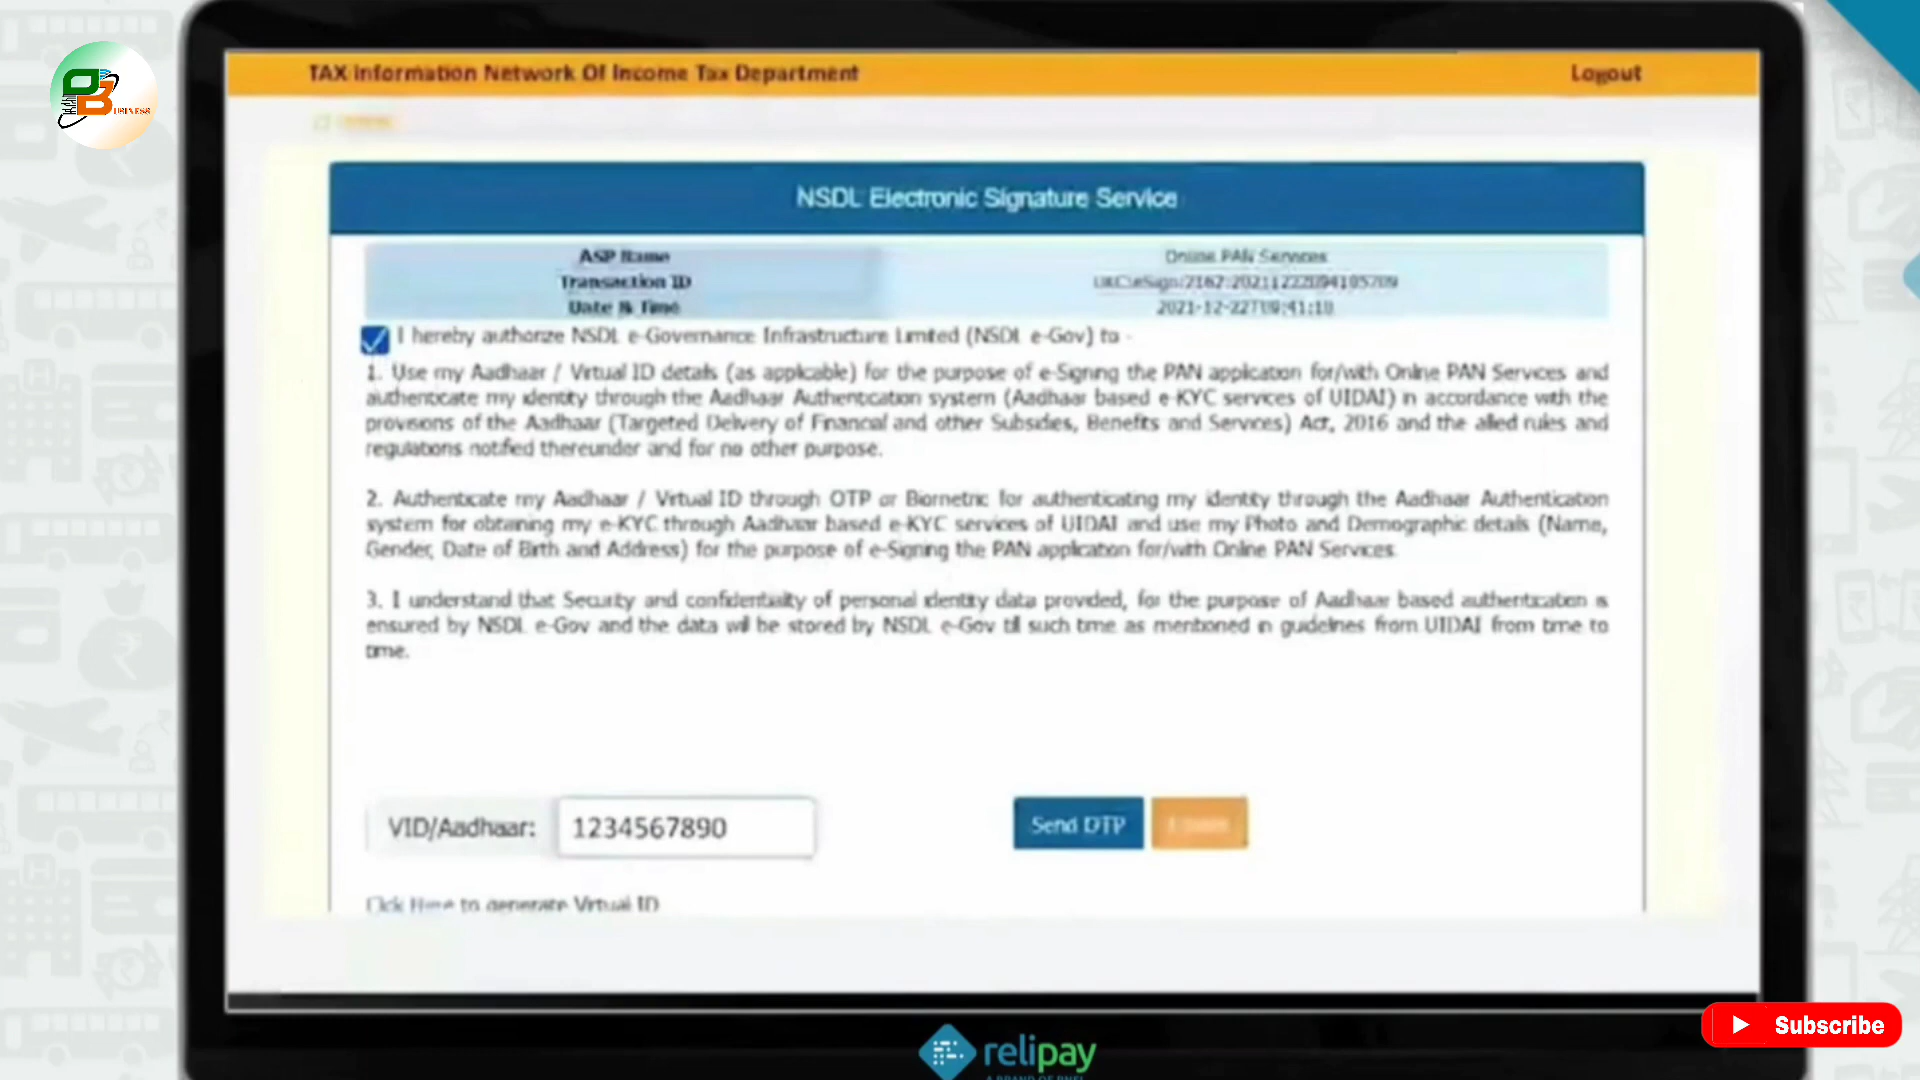 TAX Information Network Of Income Tax Department
Logout
NSDL Electronic Signature Service
ASP Name Online PAN Services
Transaction ID
Date & Time 2021-12-22T09:41:10
I hereby authorize NSDL e-Governance Infrastructure Limited (NSDL e-Gov) to -
1. Use my Aadhaar / Virtual ID details (as applicable) for the purpose of e-Signing the PAN application for/with Online PAN Services and
authenticate my identity through the Aadhaar Authentication system (Aadhaar based e-KYC services of UIDAI) in accordance with the
provisions of the Aadhaar (Targeted Delivery of Financial and other Subsidies, Benefits and Services) Act, 2016 and the allied rules and
regulations notified thereunder and for no other purpose.
2. Authenticate my Aadhaar / Virtual ID through OTP or Biometric for authenticating my identity through the Aadhaar Authentication
system for obtaining my e-KYC through Aadhaar based e-KYC services of UIDAI and use my Photo and Demographic details (Name,
Gender, Date of Birth and Address) for the purpose of e-Signing the PAN application for/with Online PAN Services
3. I understand that Security and confidentiality of personal identity data provided, for the purpose of Aadhaar based authentication is
ensured by NSDL e-Gov and the data will be stored by NSDL e-Gov till such time as mentioned in guidelines from UIDAI from time to
time.
VID/Aadhaar: 1234567890
Send OTP
Click Here to generate Virtual ID
relipay
Subscribe